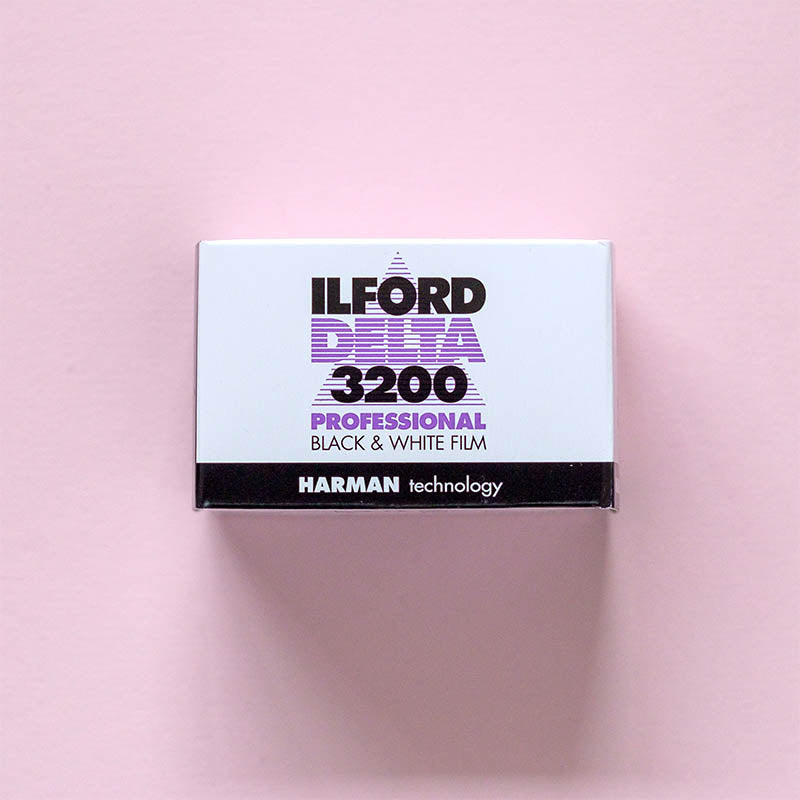 ILFORD
DELTA
3200
PROFESSIONAL
BLACK & WHITE FILM
HARMAN technology